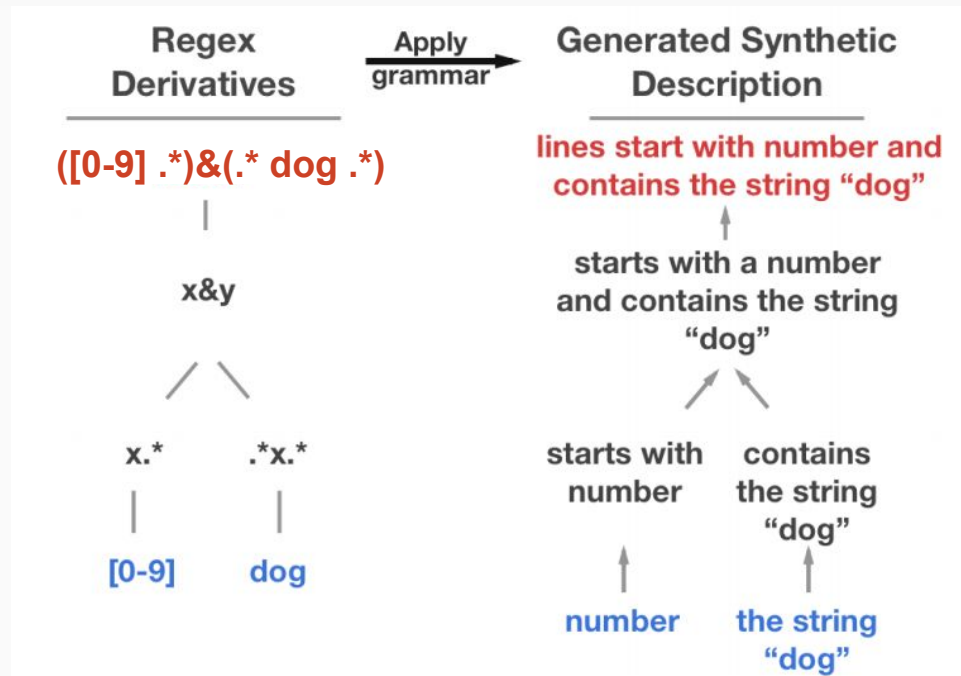 Regex
Derivatives
Apply
grammar
Generated Synthetic
Description
([0-9] .*)&(.* dog .*)
x&y
x.*
.*x.*
[0-9]
dog
lines start with number and
contains the string “dog”
starts with a number
and contains the string
“dog”
starts with
number
contains
the string
“dog”
number
the string
“dog”